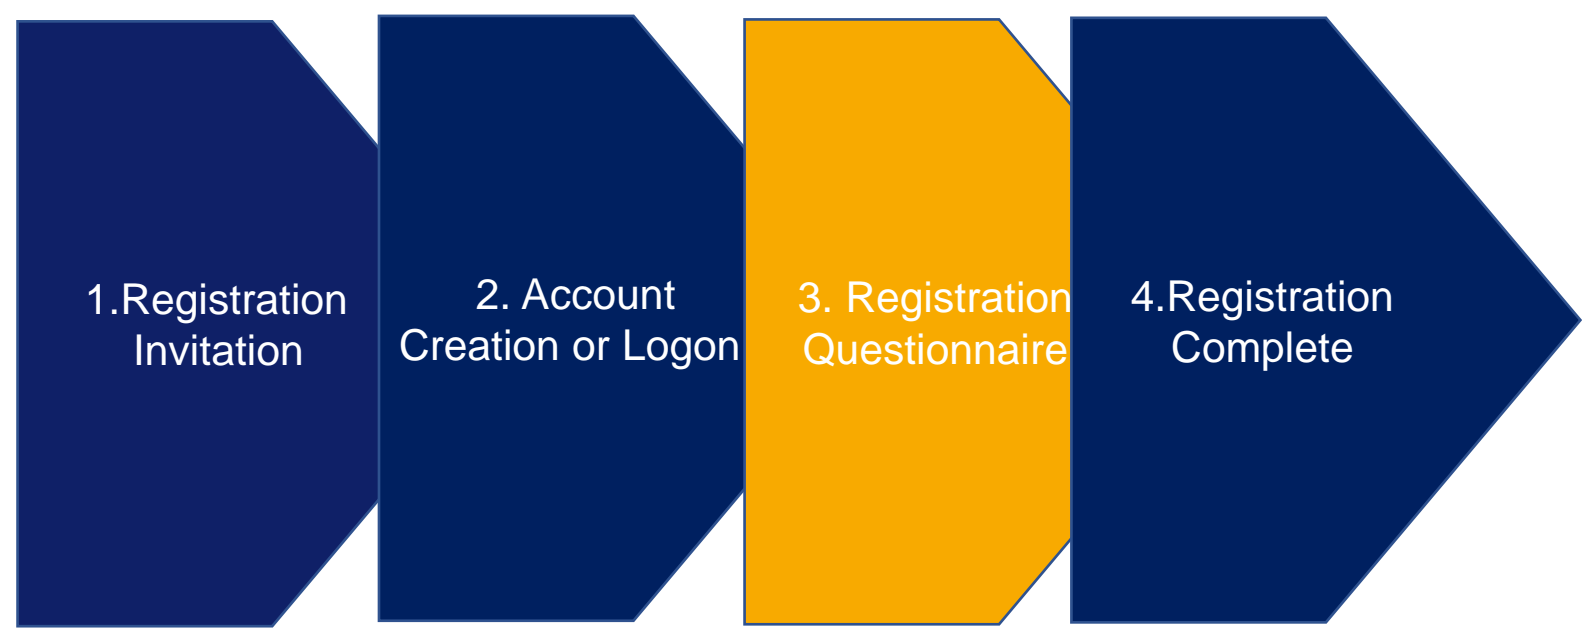 1.Registration
Invitation
2. Account
Creation or Logon
3. Registration
Questionnaire
4.Registration
Complete